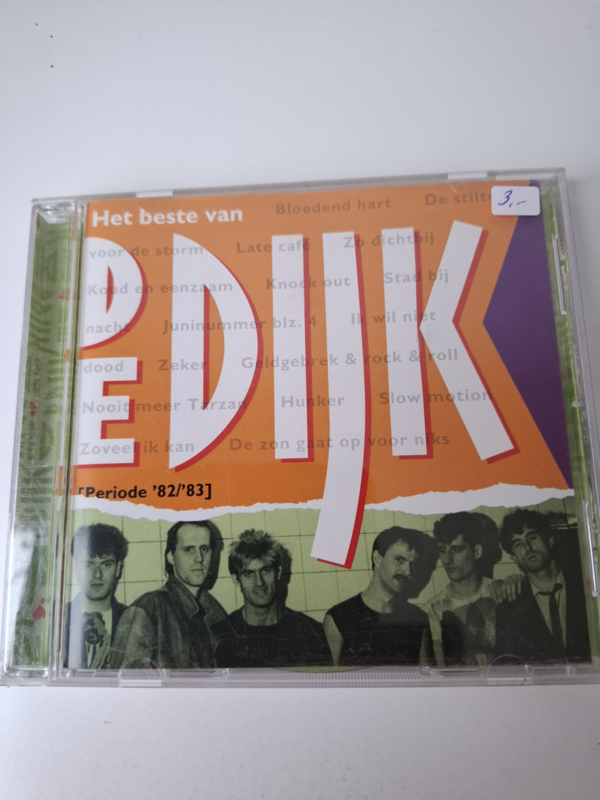 Het beste van
Bloedend hart De stilte
3,-
voor de storm Late café Zo dichtbij
Koud en eenzaam Knock out Stad bij
nacht Juninummer blz. 4 Ik wil niet
dood Zeker Geldgebrek & rock & roll
Nooit meer Tarzan Hunker Slow motion
Zoveel ik kan De zon gaat op voor niks
DE DIJK
[Periode '82/'83]